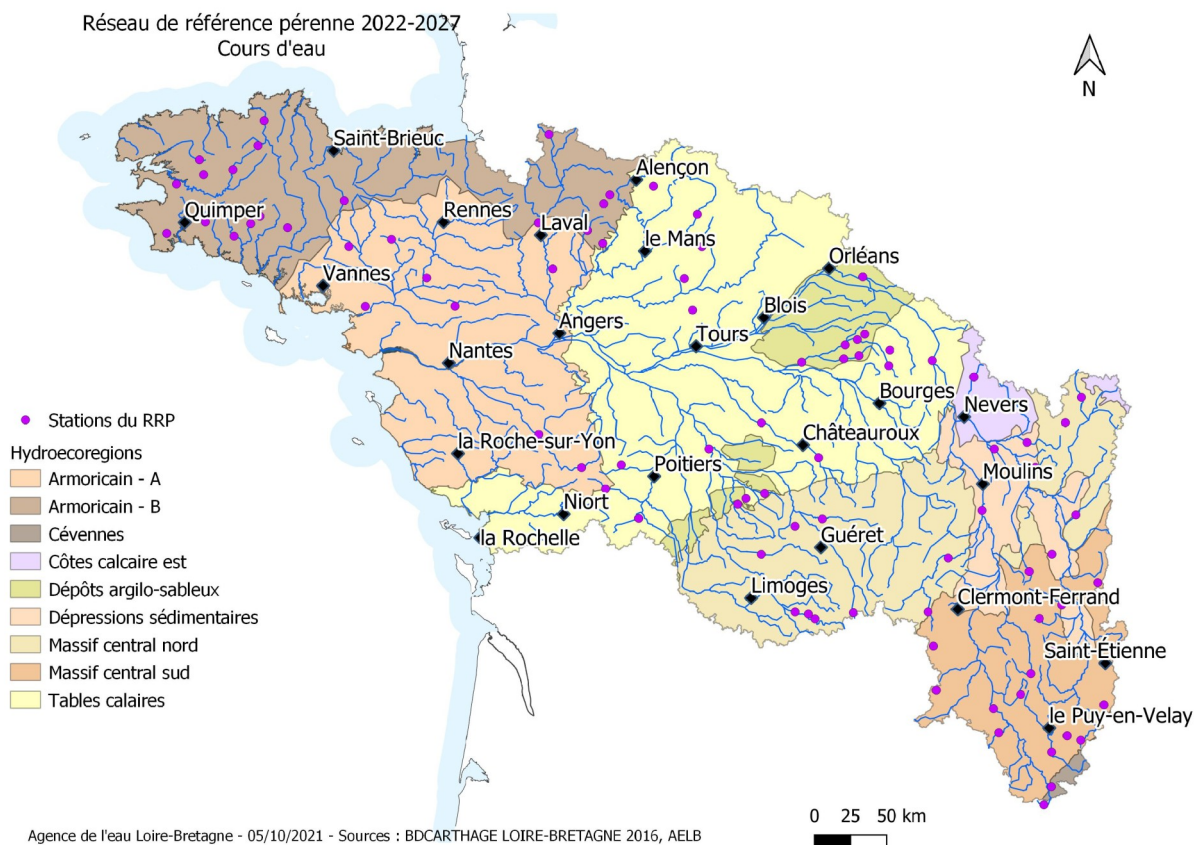 Réseau de référence pérenne 2022-2027
Cours d'eau
N
Saint-Brieuc
Alençon
Quimper
Rennes
Laval
le Mans
Orléans
Vannes
Blois
Angers
Tours
Nantes
Bourges
Nevers
la Roche-sur-Yon
Châteauroux
Poitiers
Moulins
Niort
la Rochelle
Guéret
Limoges
Clermont-Ferrand
Saint-Étienne
le Puy-en-Velay
Stations du RRP
Hydroecoregions
Armoricain - A
Armoricain - B
Cévennes
Côtes calcaire est
Dépôts argilo-sableux
Dépressions sédimentaires
Massif central nord
Massif central sud
Tables calaires
0 25 50 km
Agence de l'eau Loire-Bretagne - 05/10/2021 - Sources : BDCARTHAGE LOIRE-BRETAGNE 2016, AELB